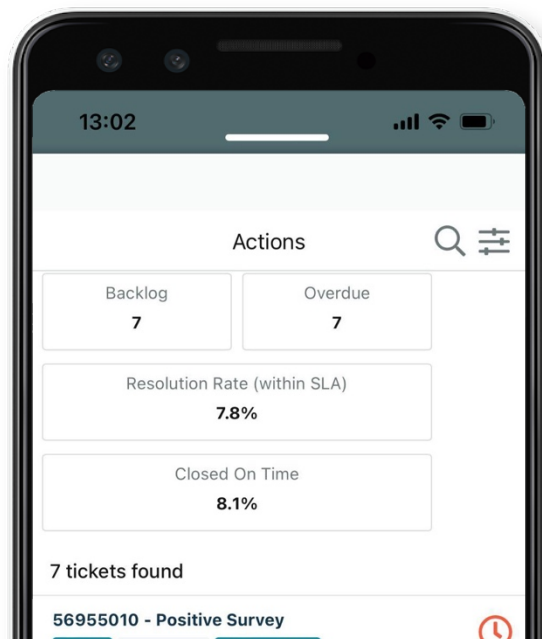 13:02
Actions
Backlog
7
Overdue
7
Resolution Rate (within SLA)
7.8%
Closed On Time
8.1%
7 tickets found
56955010 - Positive Survey